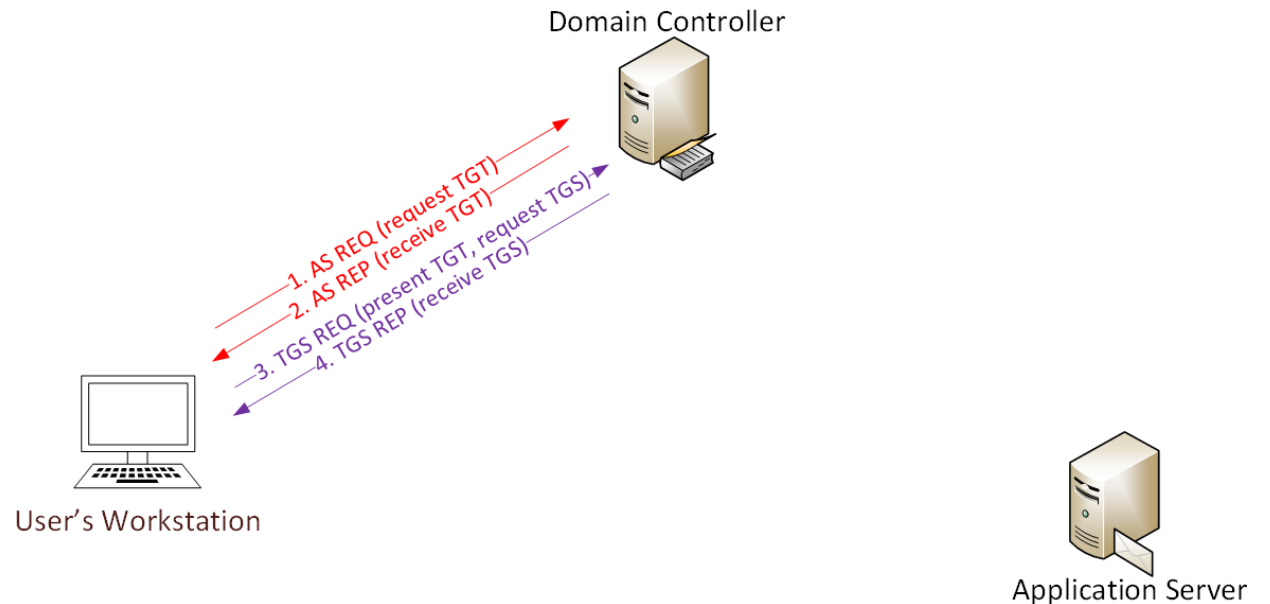 Domain Controller
1. AS REQ (request TGT)
2. AS REP (receive TGT)
3. TGS REQ (present TGT, request TGS)
4. TGS REP (receive TGS)
User's Workstation
Application Server